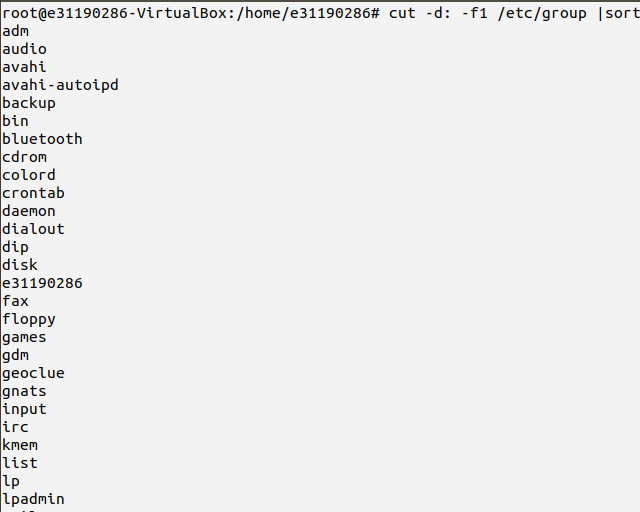 root@e31190286-VirtualBox:/home/e31190286# cut -d: -f1 /etc/group |sort
adm
audio
avahi
avahi-autoipd
backup
bin
bluetooth
cdrom
colord
crontab
daemon
dialout
dip
disk
e31190286
fax
floppy
games
gdm
geoclue
gnats
input
irc
kmem
list
lp
lpadmin